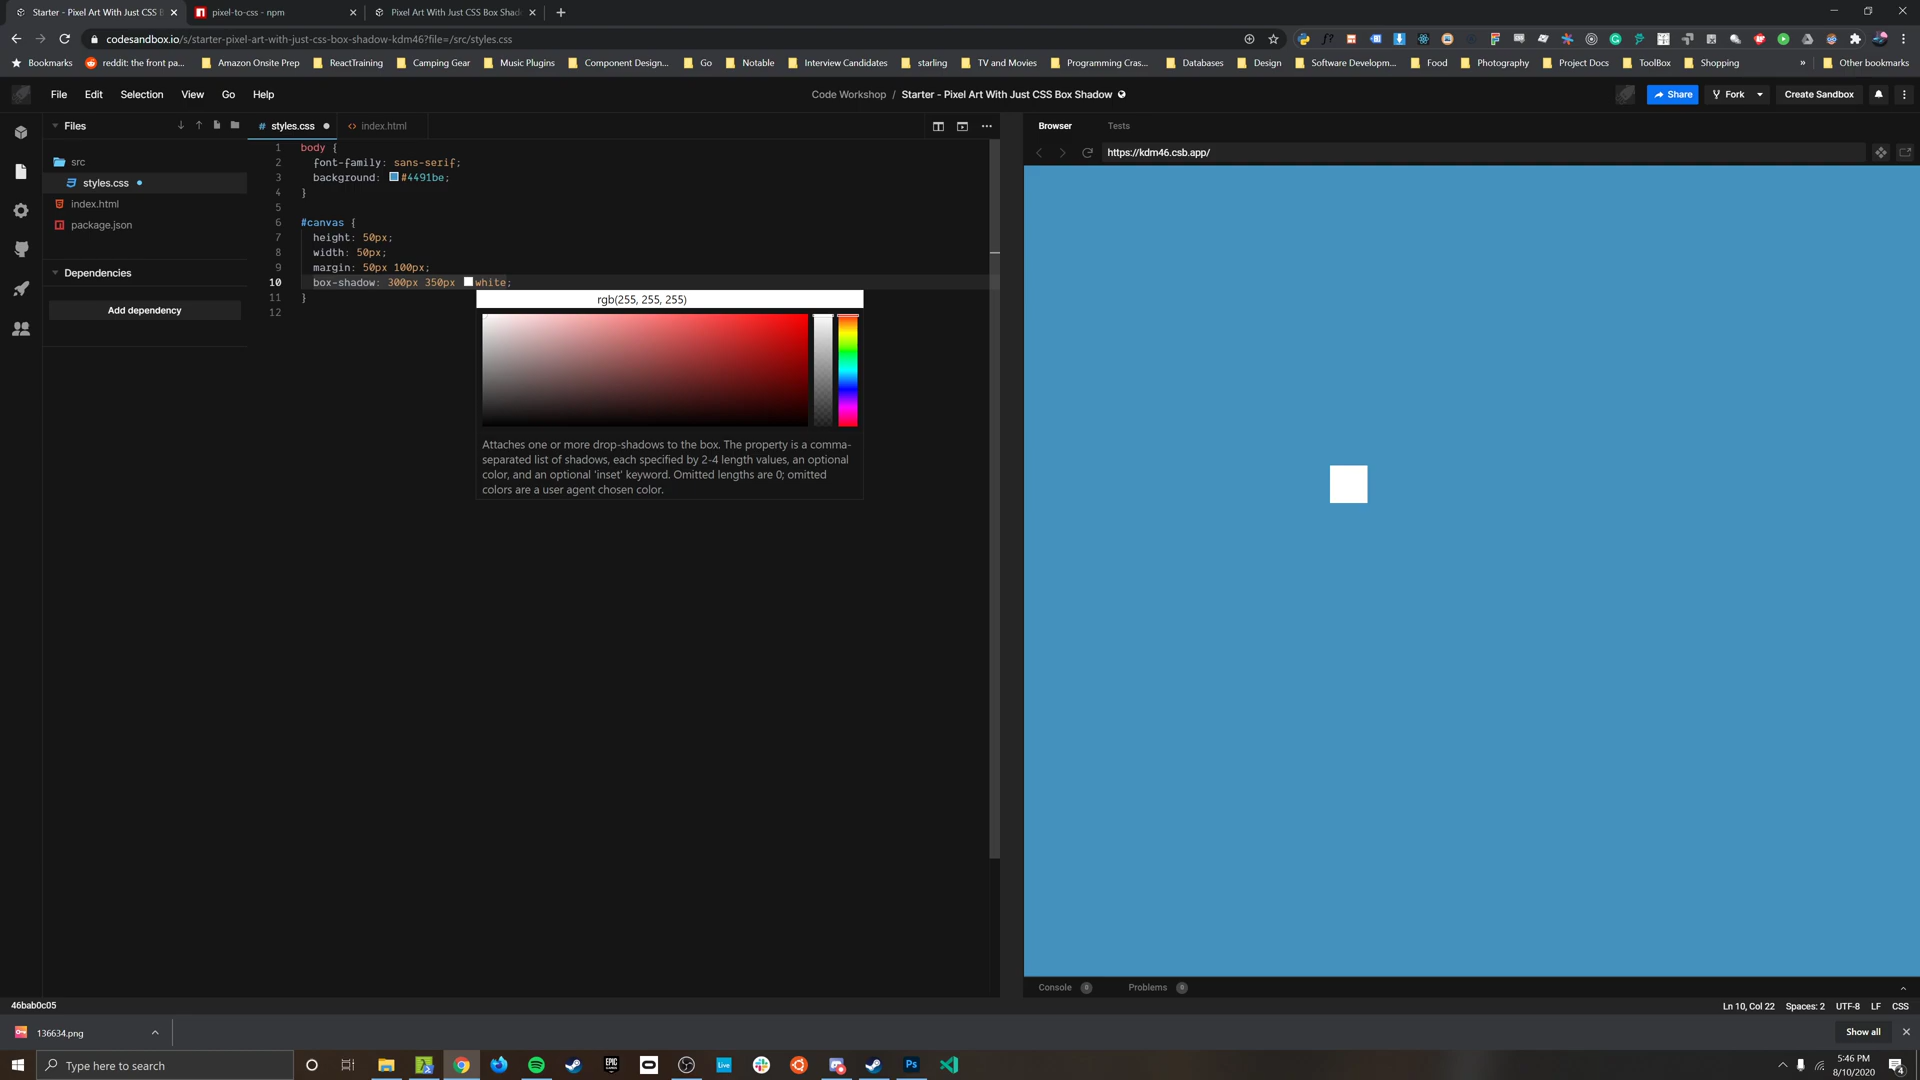 Starter - Pixel Art With Just CSS B
pixel-to-css - npm
Pixel Art With Just CSS Box Shad
codesandbox.io/s/starter-pixel-art-with-just-css-box-shadow-kdm46?file=/src/styles.css
Bookmarks
reddit: the front pa...
Amazon Onsite Prep
ReactTraining
Camping Gear
Music Plugins
Component Design...
Go
Notable
Interview Candidates
starling
TV and Movies
Programming Cras...
Databases
Design
Software Developm...
Food
Photography
Project Docs
ToolBox
Shopping
»
Other bookmarks
File Edit Selection View Go Help
Code Workshop / Starter - Pixel Art With Just CSS Box Shadow
Share
Fork
Create Sandbox
Files
src
styles.css
index.html
package.json
Dependencies
Add dependency
# styles.css
<> index.html
1 body {
2 font-family: sans-serif;
3 background: #4491be;
4 }
5
6 #canvas {
7 height: 50px;
8 width: 50px;
9 margin: 50px 100px;
10 box-shadow: 300px 350px white;
11 }
12
rgb(255, 255, 255)
Attaches one or more drop-shadows to the box. The property is a comma-
separated list of shadows, each specified by 2-4 length values, an optional
color, and an optional 'inset' keyword. Omitted lengths are 0; omitted
colors are a user agent chosen color.
Browser
Tests
https://kdm46.csb.app/
Console 0
Problems 0
46bab0c05
Ln 10, Col 22 Spaces: 2 UTF-8 LF CSS
136634.png
Show all
Type here to search
EPIC
GAMES
Live
Ps
5:46 PM
8/10/2020
4